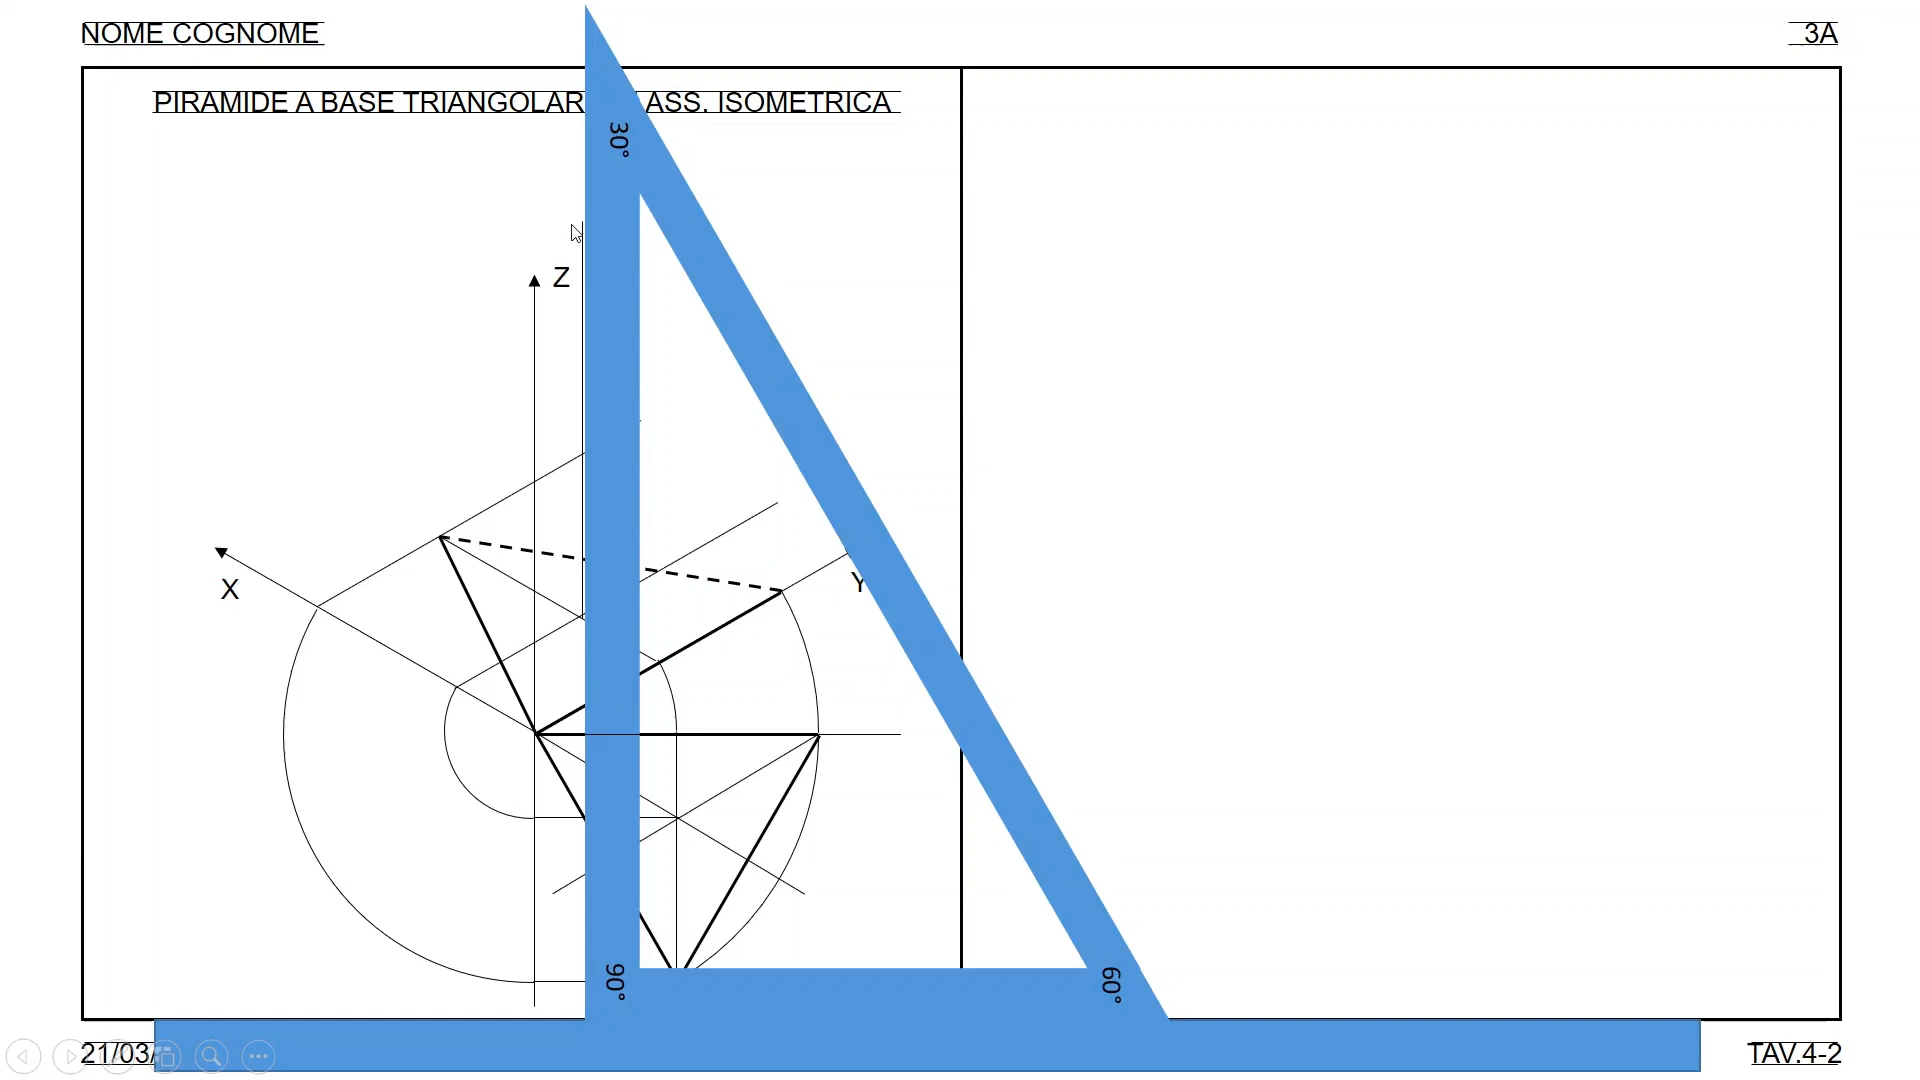 NOME COGNOME
3A
PIRAMIDE A BASE TRIANGOLAR ASS. ISOMETRICA
30°
Z
X
Y
90°
60°
21/03/
TAV.4-2